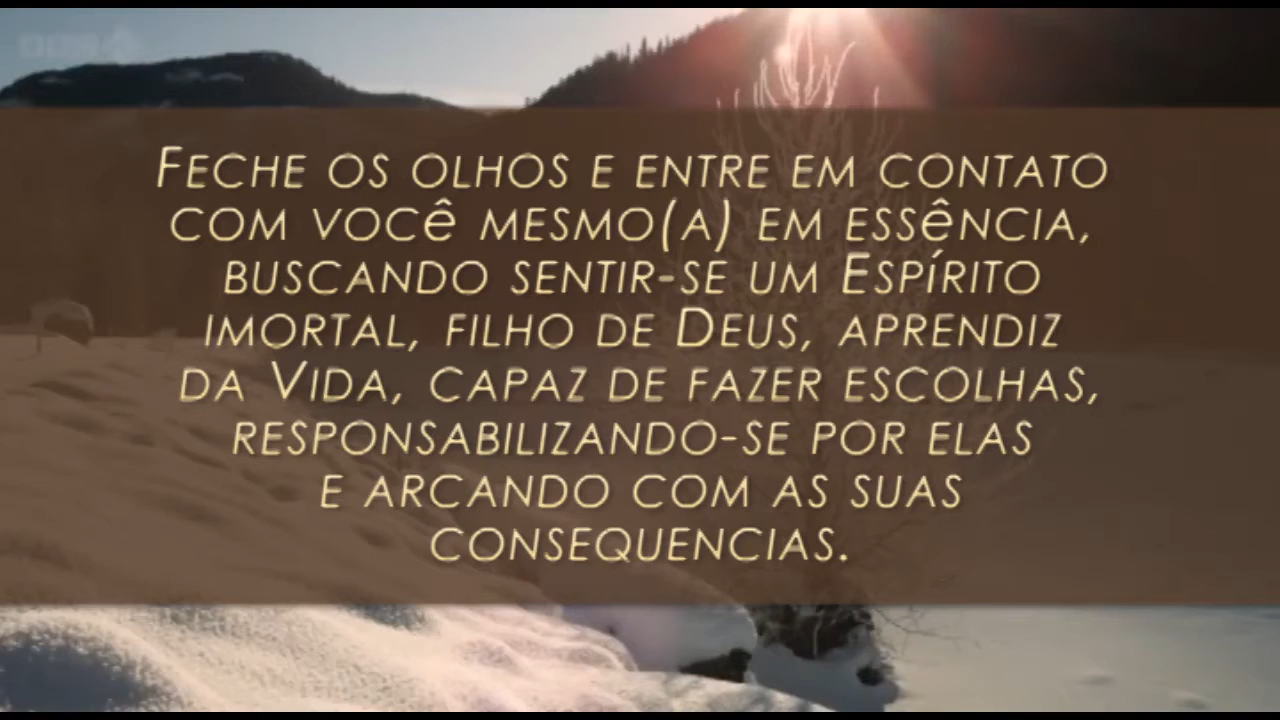 Feche os olhos e entre em contato
com você mesmo(a) em essência,
buscando sentir-se um Espírito
imortal, filho de Deus, aprendiz
da Vida, capaz de fazer escolhas,
responsabilizando-se por elas
e arcando com as suas
consequencias.